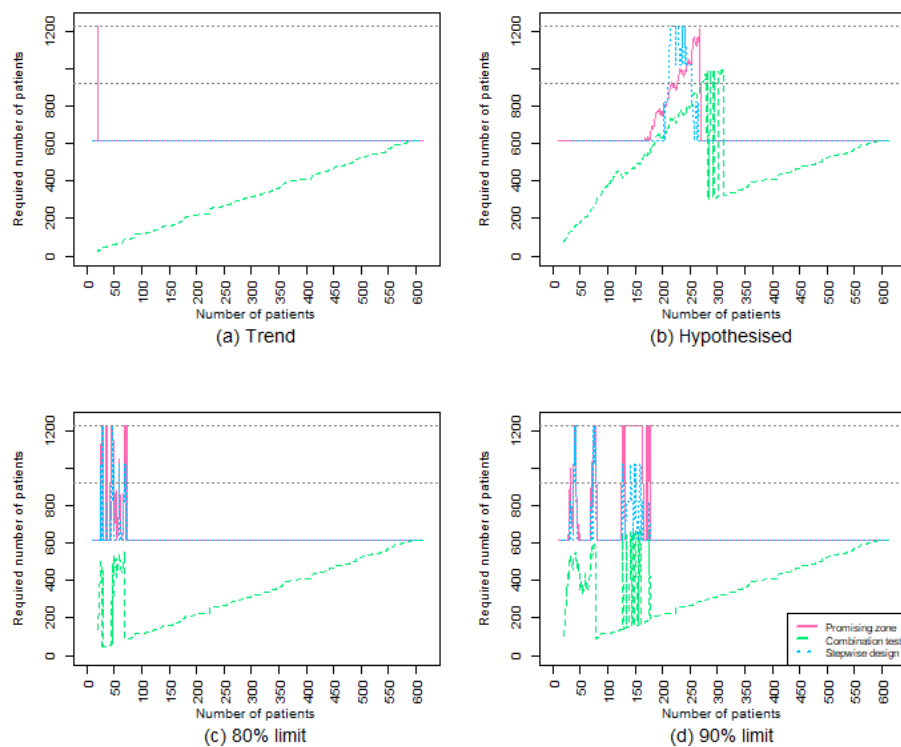 Required number of patients
0 200 400 600 800 1200
0 50 100 150 200 250 300 350 400 450 500 550 600
Number of patients
(a) Trend
Required number of patients
0 200 400 600 800 1200
0 50 100 150 200 250 300 350 400 450 500 550 600
Number of patients
(b) Hypothesised
Required number of patients
0 200 400 600 800 1200
0 50 100 150 200 250 300 350 400 450 500 550 600
Number of patients
(c) 80% limit
Required number of patients
0 200 400 600 800 1200
Promising zone
Combination test
Stepwise design
0 50 100 150 200 250 300 350 400 450 500 550 600
Number of patients
(d) 90% limit